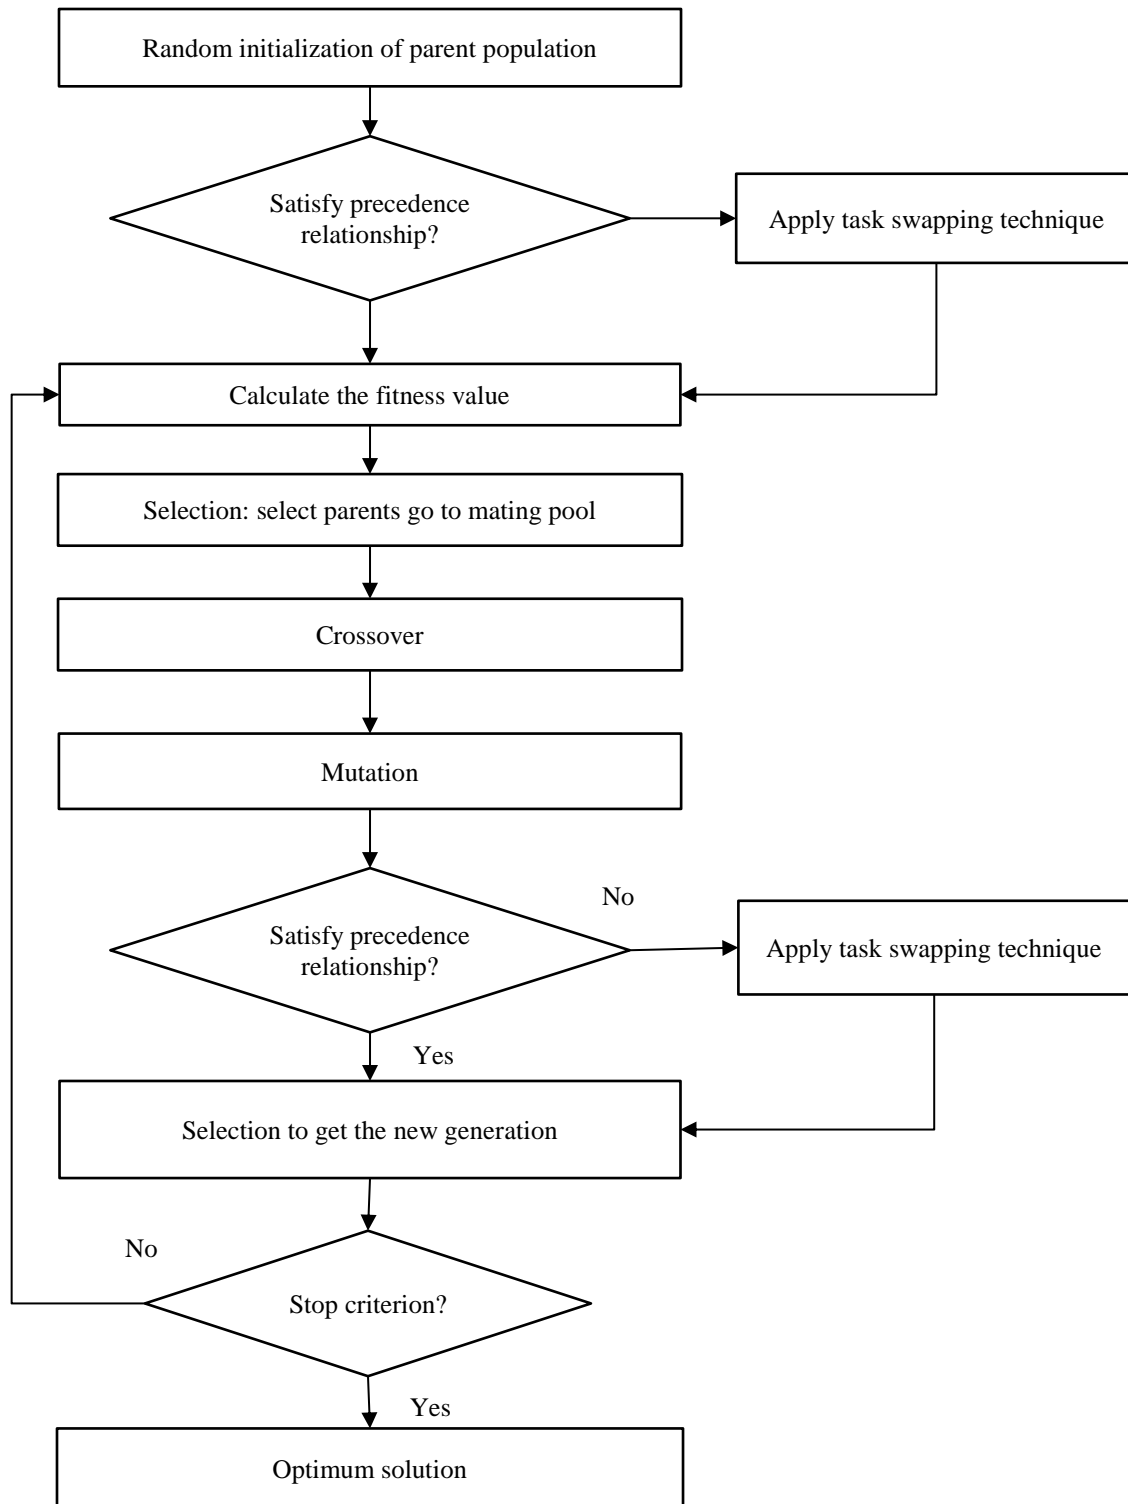 Random initialization of parent population
Satisfy precedence
relationship?
Apply task swapping technique
Calculate the fitness value
Selection: select parents go to mating pool
Crossover
Mutation
No
Satisfy precedence
relationship?
Apply task swapping technique
Yes
Selection to get the new generation
No
Stop criterion?
Yes
Optimum solution